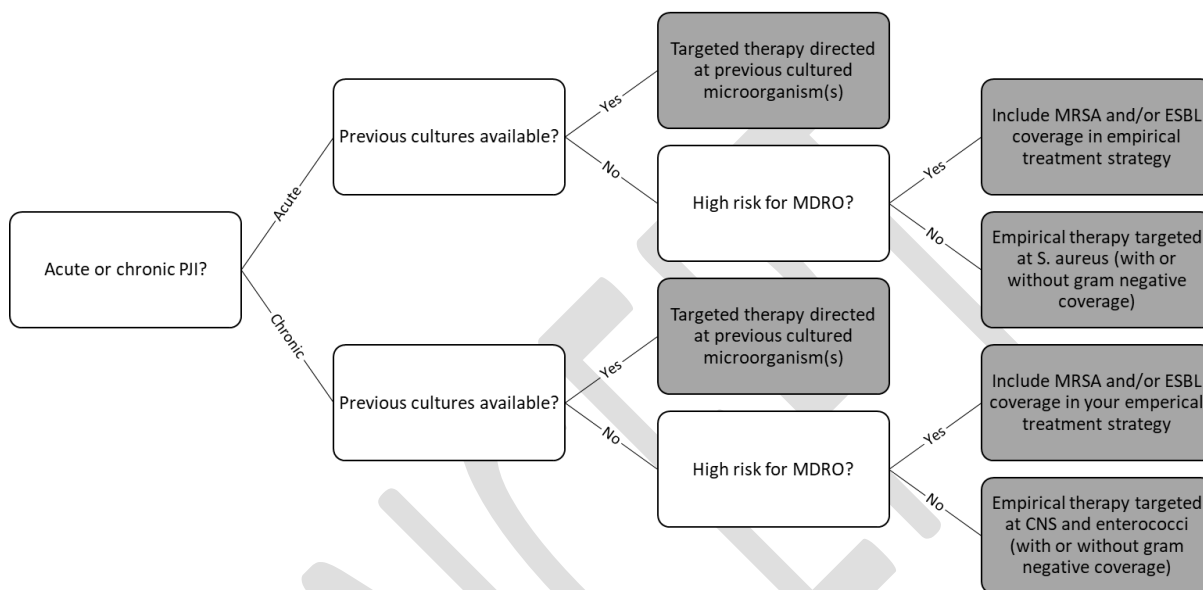 Acute or chronic PJI?
Acute
Chronic
Previous cultures available?
Yes
No
Targeted therapy directed
at previous cultured
microorganism(s)
High risk for MDRO?
Yes
No
Include MRSA and/or ESBL
coverage in empirical
treatment strategy
Empirical therapy targeted
at S. aureus (with or
without gram negative
coverage)
Previous cultures available?
Yes
No
Targeted therapy directed
at previous cultured
microorganism(s)
High risk for MDRO?
Yes
No
Include MRSA and/or ESBL
coverage in your emperical
treatment strategy
Empirical therapy targeted
at CNS and enterococci
(with or without gram
negative coverage)